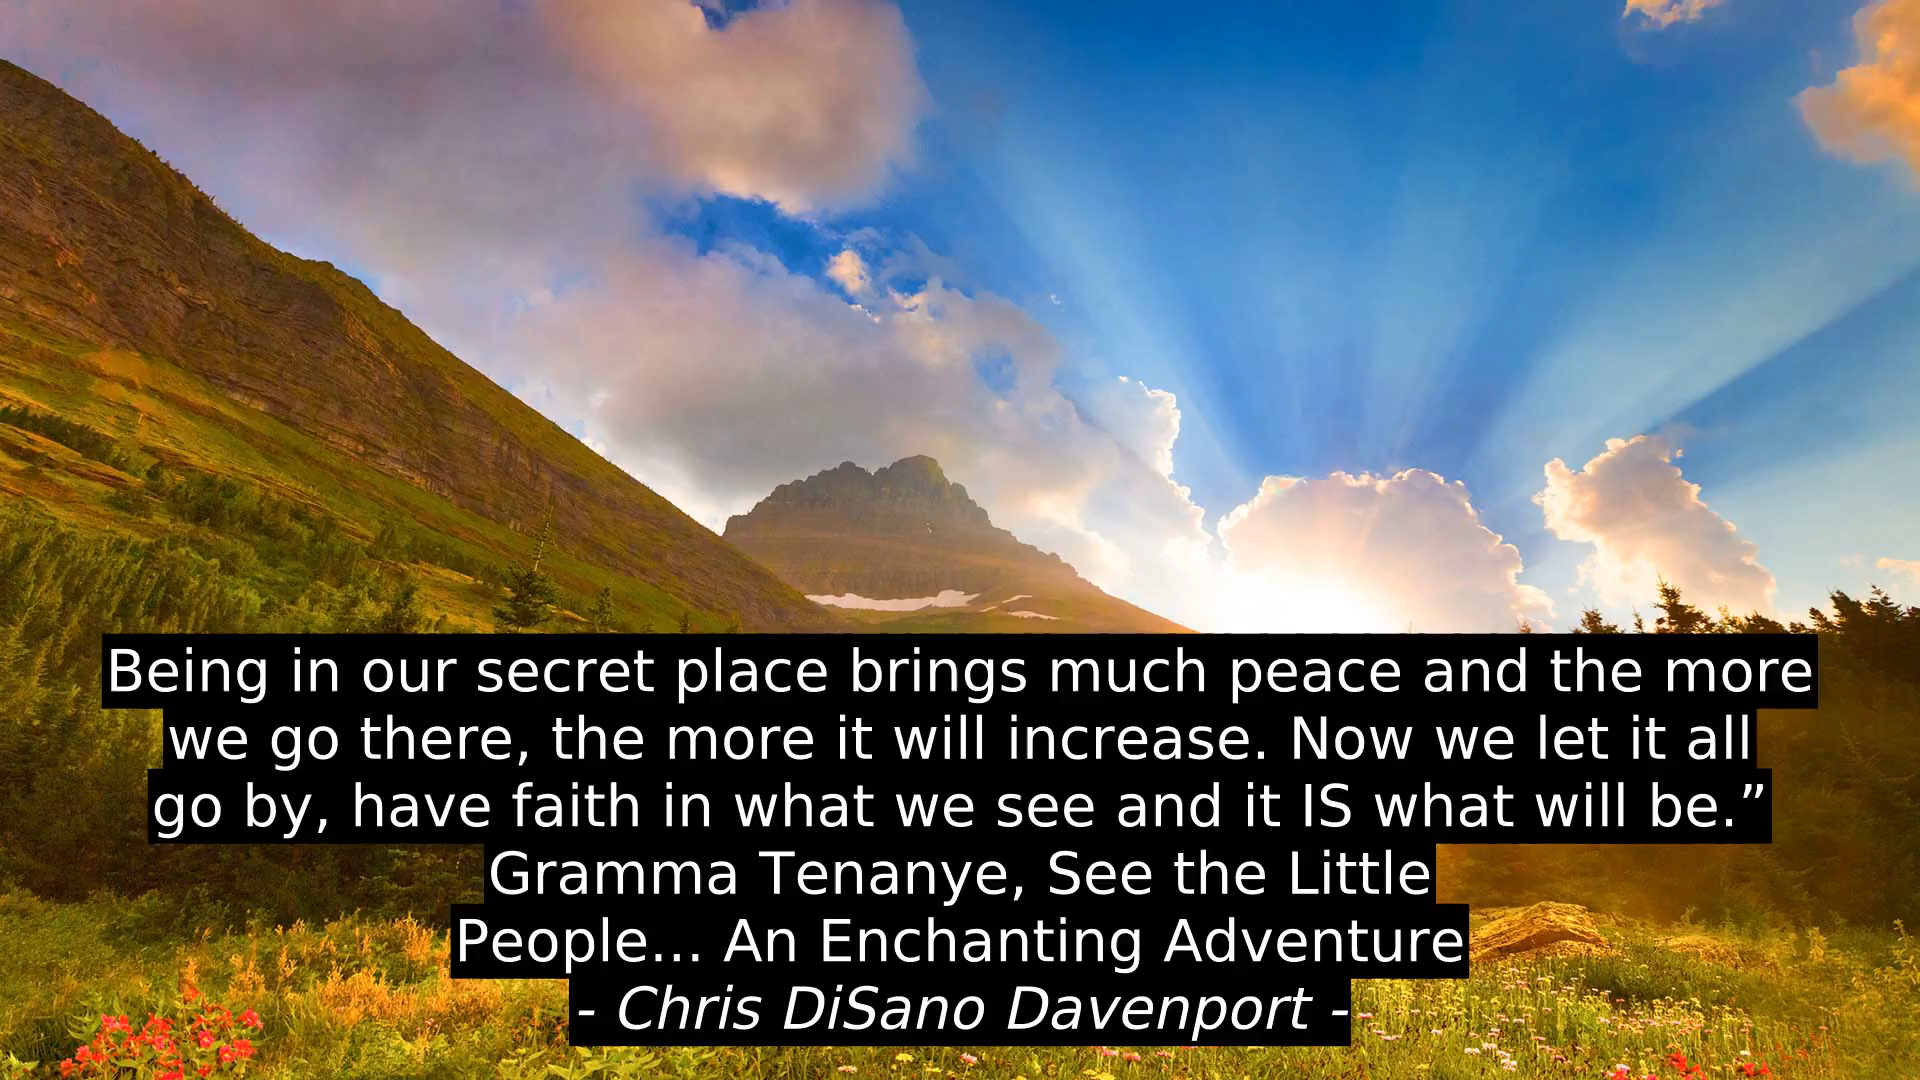 Being in our secret place brings much peace and the more
we go there, the more it will increase. Now we let it all
go by, have faith in what we see and it IS what will be.”
Gramma Tenanye, See the Little
People... An Enchanting Adventure
- Chris DiSano Davenport -